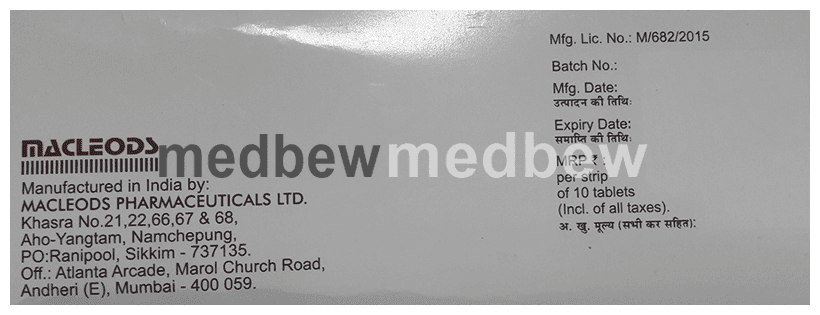 MACLEODS
Manufactured in India by:
MACLEODS PHARMACEUTICALS LTD.
Khasra No.21,22,66,67 & 68,
Aho-Yangtam, Namchepung,
PO:Ranipool, Sikkim - 737135.
Off.: Atlanta Arcade, Marol Church Road,
Andheri (E), Mumbai - 400 059.
medbew medbew
Mfg. Lic. No.: M/682/2015
Batch No.:
Mfg. Date:
उत्पादन की तिथि:
Expiry Date:
समाप्ति की तिथि:
MRP ₹ :
per strip
of 10 tablets
(Incl. of all taxes).
अ. खु. मूल्य (सभी कर सहित):